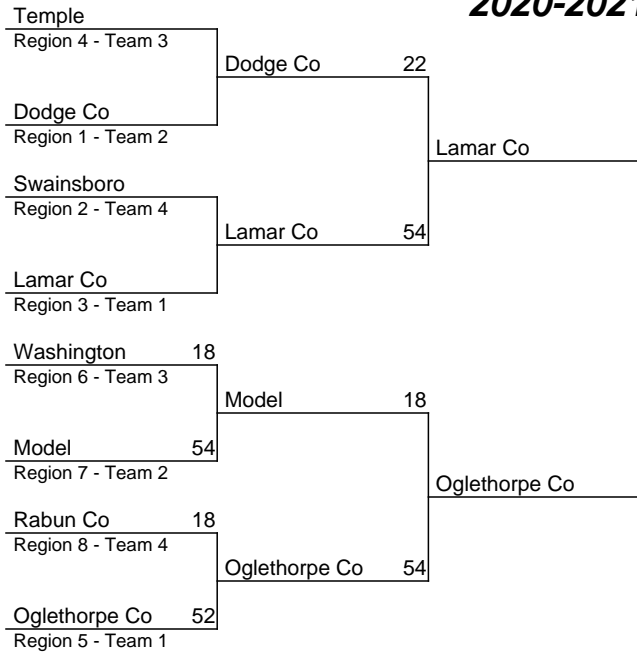 2020-2021
Temple
Region 4 - Team 3
Dodge Co 22
Dodge Co
Region 1 - Team 2
Lamar Co
Swainsboro
Region 2 - Team 4
Lamar Co 54
Lamar Co
Region 3 - Team 1
Washington 18
Region 6 - Team 3
Model 18
Model 54
Region 7 - Team 2
Oglethorpe Co
Rabun Co 18
Region 8 - Team 4
Oglethorpe Co 54
Oglethorpe Co 52
Region 5 - Team 1